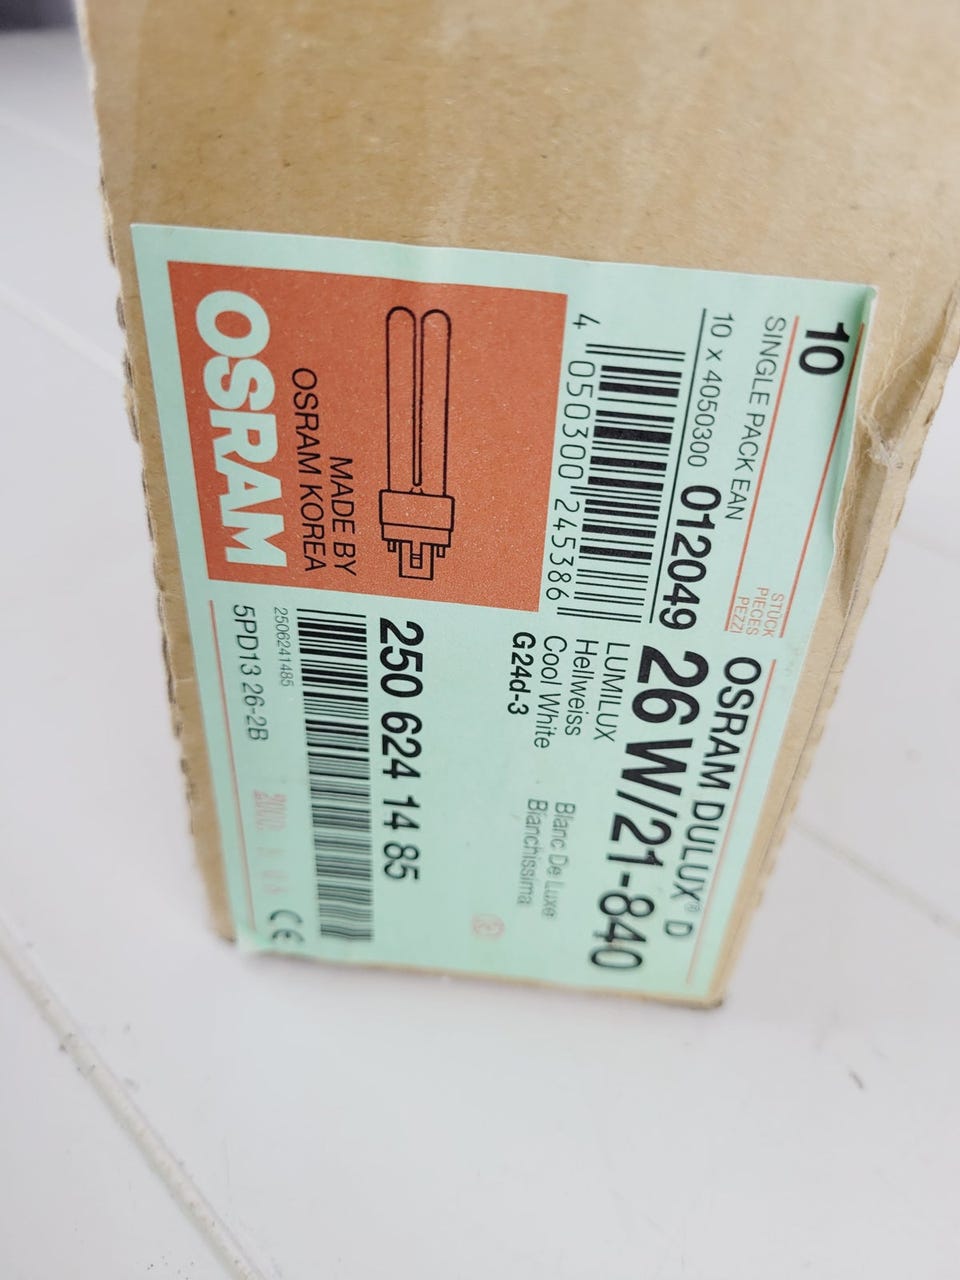 10
STÜCK
PIECES
PEZZI
SINGLE PACK EAN
10 x 4050300 012049
4 050300 245386
OSRAM DULUX® D
26W/21-840
LUMILUX
Hellweiss
Cool White
G24d-3
Blanc De Luxe
Bianchissima
MADE BY
OSRAM KOREA
OSRAM
250 624 14 85
2506241485
5PD13 26-2B
CE